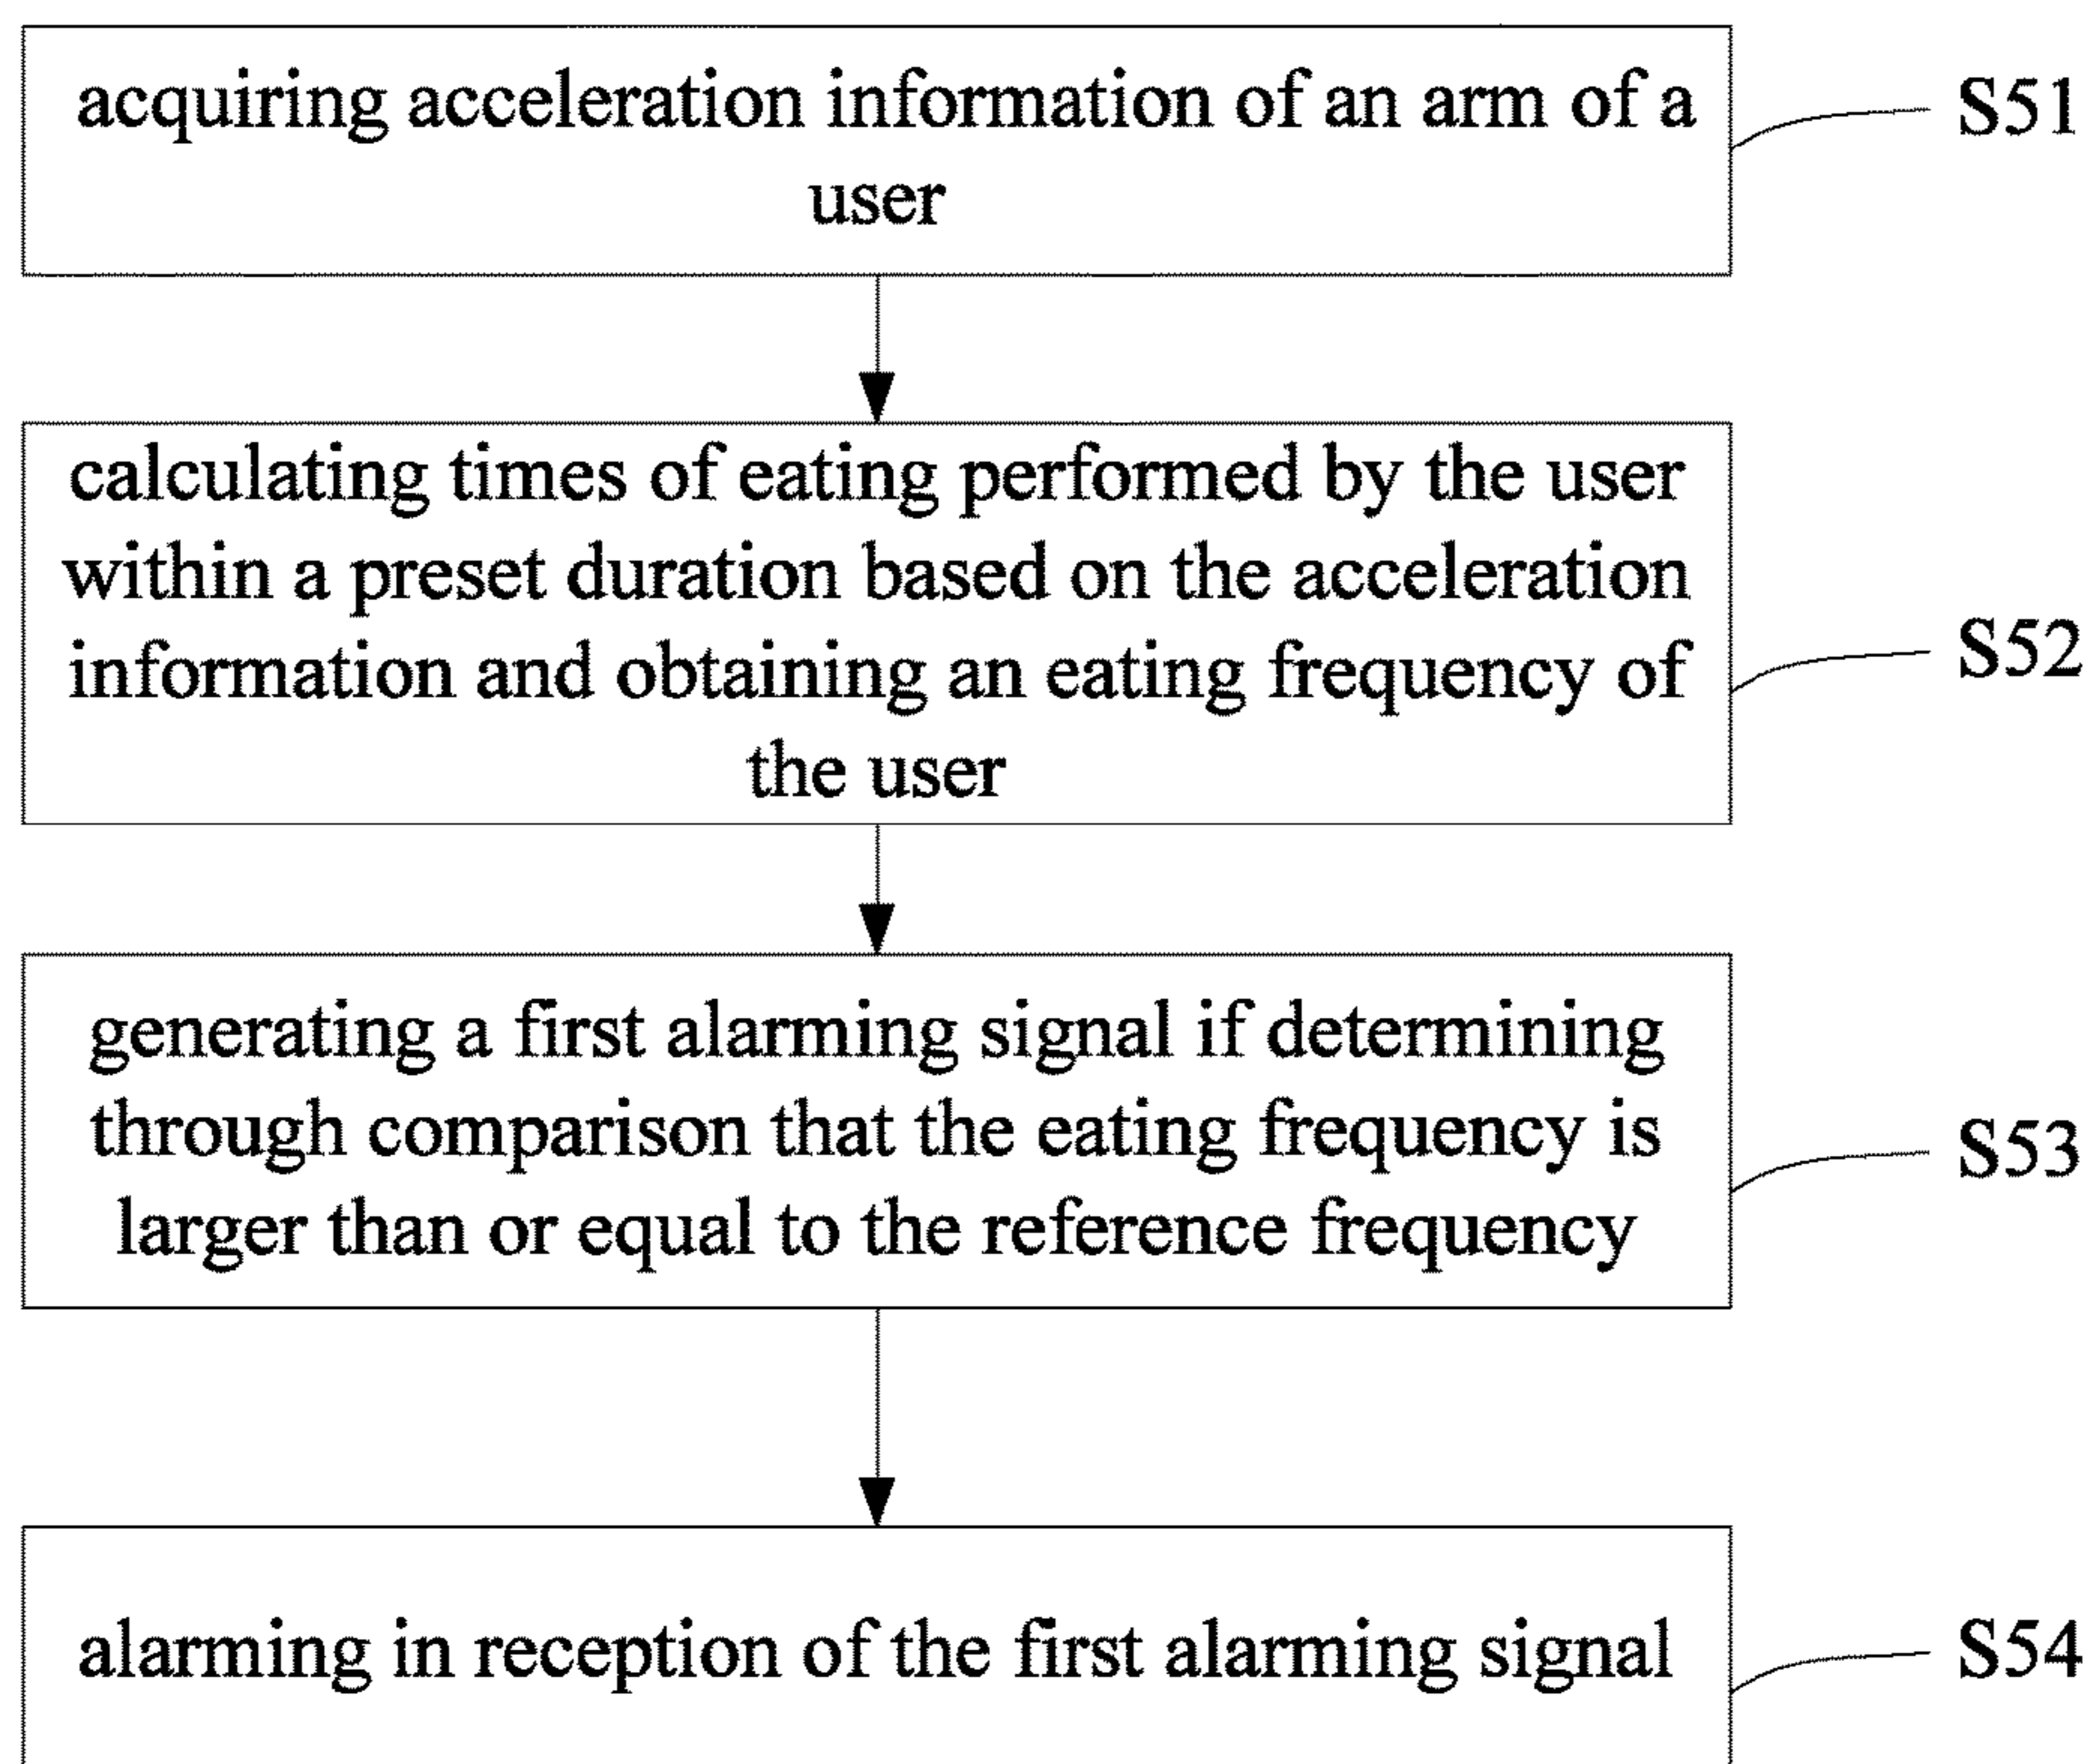 acquiring acceleration information of an arm of a
user
S51
calculating times of eating performed by the user
within a preset duration based on the acceleration
information and obtaining an eating frequency of
the user
S52
generating a first alarming signal if determining
through comparison that the eating frequency is
larger than or equal to the reference frequency
S53
alarming in reception of the first alarming signal
S54